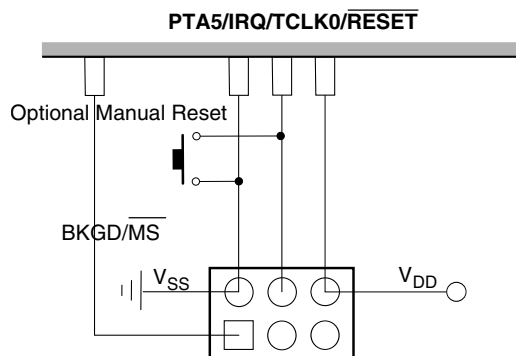 PTA5/IRQ/TCLK0/RESET
Optional Manual Reset
BKGD/MS
VSS
VDD